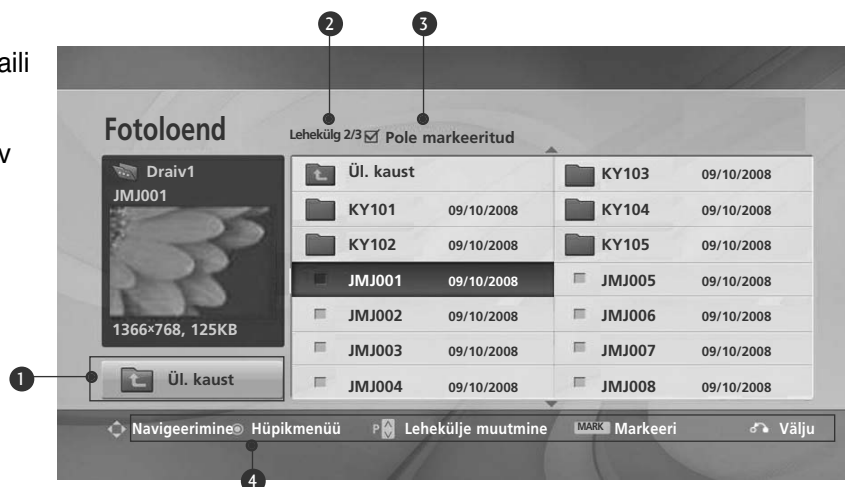 2 3
aili
v
Fotoloend
Lehekülg 2/3 Pole markeeritud
Draiv1
JMJ001
1366×768, 125KB
Ül. kaust
Ül. kaust
KY101 09/10/2008
KY102 09/10/2008
JMJ001 09/10/2008
JMJ002 09/10/2008
JMJ003 09/10/2008
JMJ004 09/10/2008
KY103 09/10/2008
KY104 09/10/2008
KY105 09/10/2008
JMJ005 09/10/2008
JMJ006 09/10/2008
JMJ007 09/10/2008
JMJ008 09/10/2008
1
Navigeerimine Hüpikmenüü P Lehekülje muutmine MARK Markeeri Välju
4